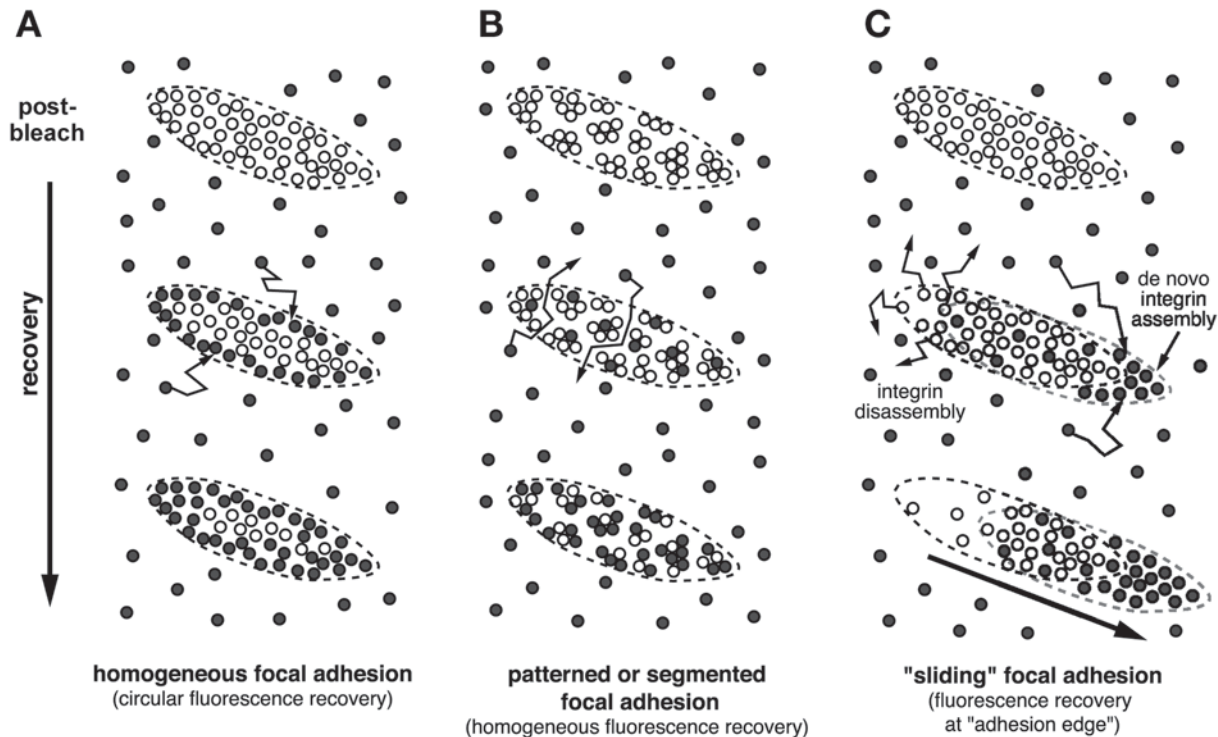 A
B
C
post-
bleach
recovery
de novo
integrin
assembly
integrin
disassembly
homogeneous focal adhesion
(circular fluorescence recovery)
patterned or segmented
focal adhesion
(homogeneous fluorescence recovery)
"sliding" focal adhesion
(fluorescence recovery
at "adhesion edge")